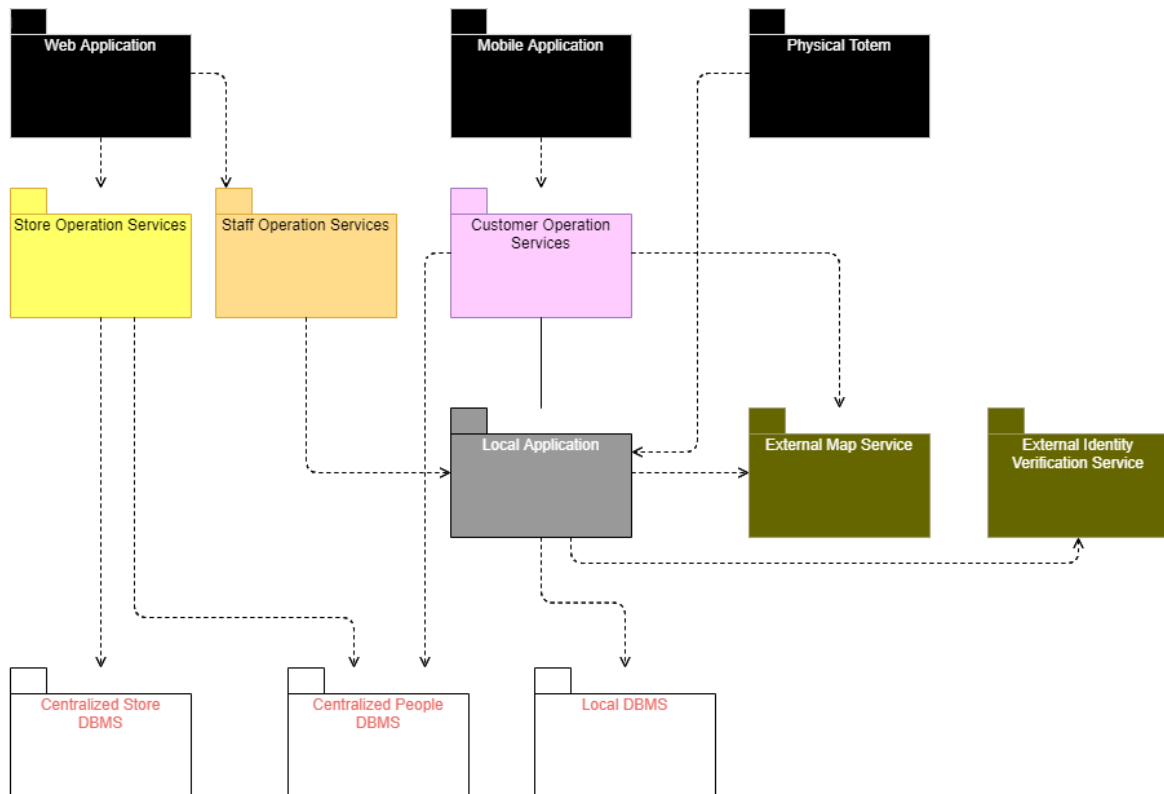 Web Application
Mobile Application
Physical Totem
Store Operation Services
Staff Operation Services
Customer Operation
Services
Local Application
External Map Service
External Identity
Verification Service
Centralized Store
DBMS
Centralized People
DBMS
Local DBMS